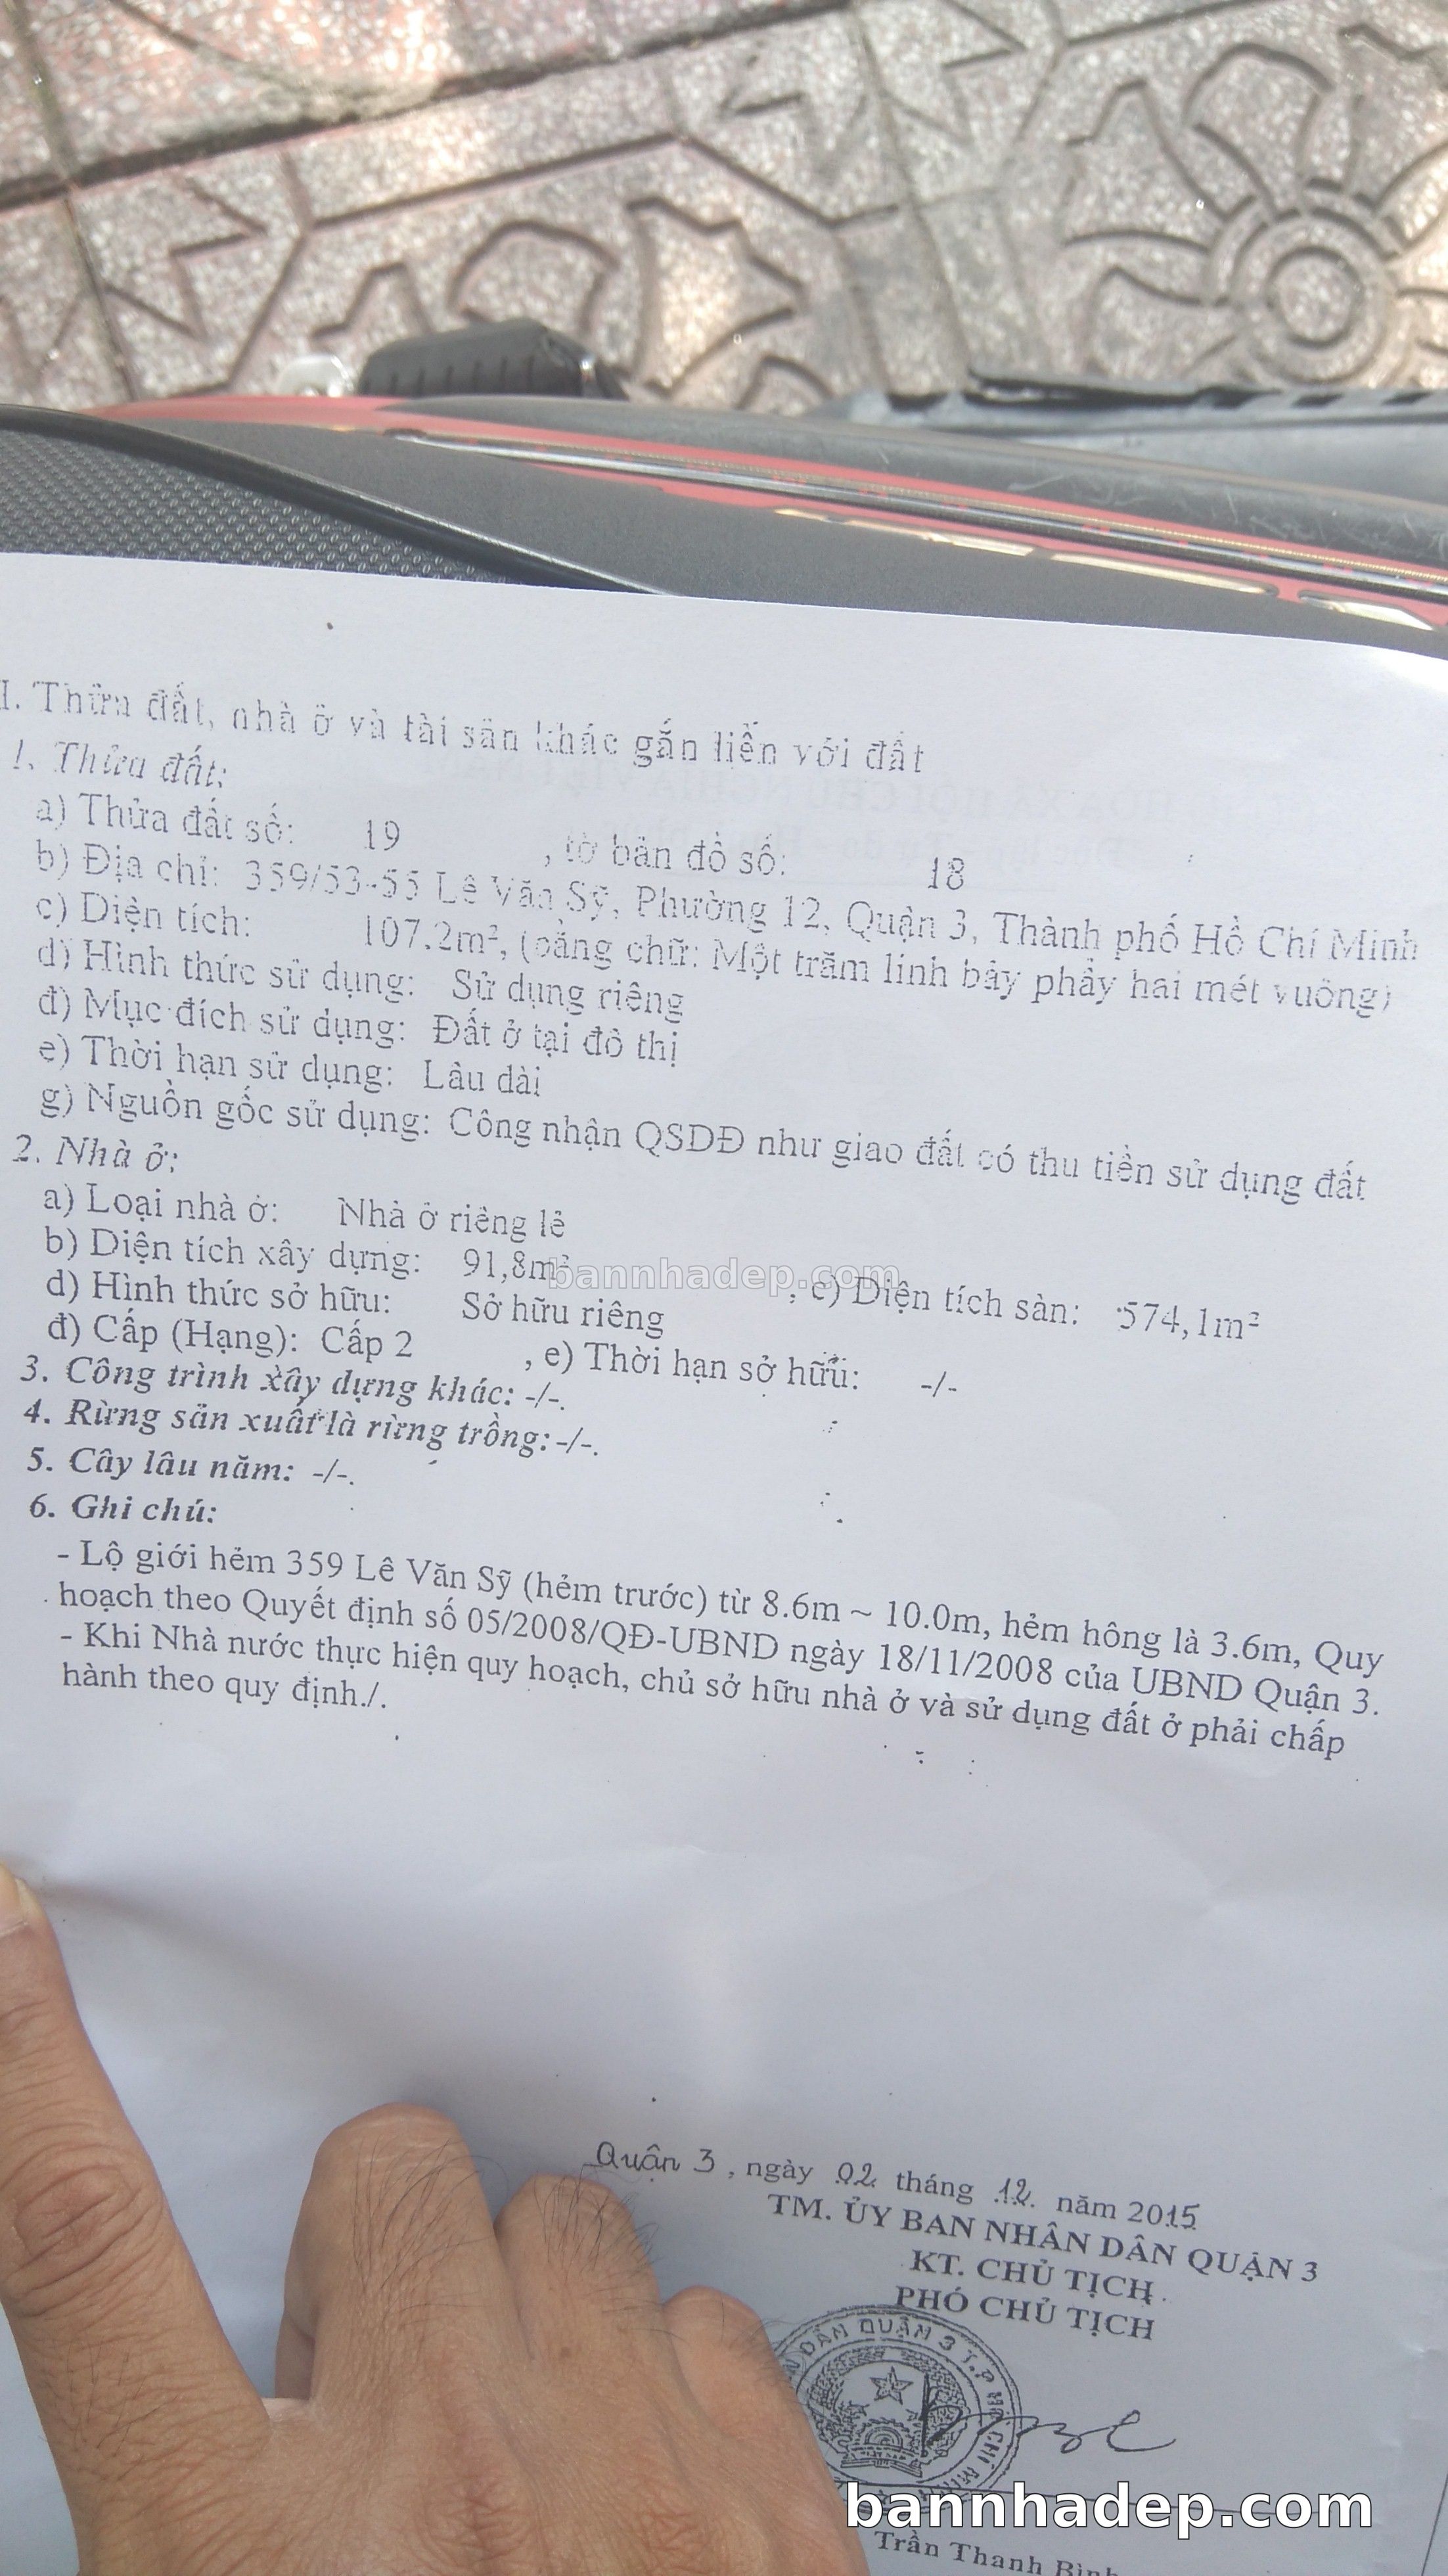 I. Thửa đất, nhà ở và tài sản khác gắn liền với đất
1. Thửa đất:
a) Thửa đất số: 19 , tờ bản đồ số: 18
b) Địa chỉ: 359/53-55 Lê Văn Sỹ, Phường 12, Quận 3, Thành phố Hồ Chí Minh
c) Diện tích: 107.2m², (bằng chữ: Một trăm linh bảy phẩy hai mét vuông)
d) Hình thức sử dụng: Sử dụng riêng
đ) Mục đích sử dụng: Đất ở tại đô thị
e) Thời hạn sử dụng: Lâu dài
g) Nguồn gốc sử dụng: Công nhận QSDĐ như giao đất có thu tiền sử dụng đất
2. Nhà ở:
a) Loại nhà ở: Nhà ở riêng lẻ
b) Diện tích xây dựng: 91,8m² , c) Diện tích sàn: 574,1m²
bannhadep.com
d) Hình thức sở hữu: Sở hữu riêng
đ) Cấp (Hạng): Cấp 2 , e) Thời hạn sở hữu: -/-
3. Công trình xây dựng khác: -/-.
4. Rừng sản xuất là rừng trồng: -/-.
5. Cây lâu năm: -/-.
6. Ghi chú:
- Lộ giới hẻm 359 Lê Văn Sỹ (hẻm trước) từ 8.6m ~ 10.0m, hẻm hông là 3.6m, Quy
hoạch theo Quyết định số 05/2008/QĐ-UBND ngày 18/11/2008 của UBND Quận 3.
- Khi Nhà nước thực hiện quy hoạch, chủ sở hữu nhà ở và sử dụng đất ở phải chấp
hành theo quy định./.
Quận 3, ngày 02 tháng 12 năm 2015
TM. ỦY BAN NHÂN DÂN QUẬN 3
KT. CHỦ TỊCH
PHÓ CHỦ TỊCH
DÂN QUẬN 3 T.P HỒ CHÍ MINH
bannhadep.com
Trần Thanh Bình